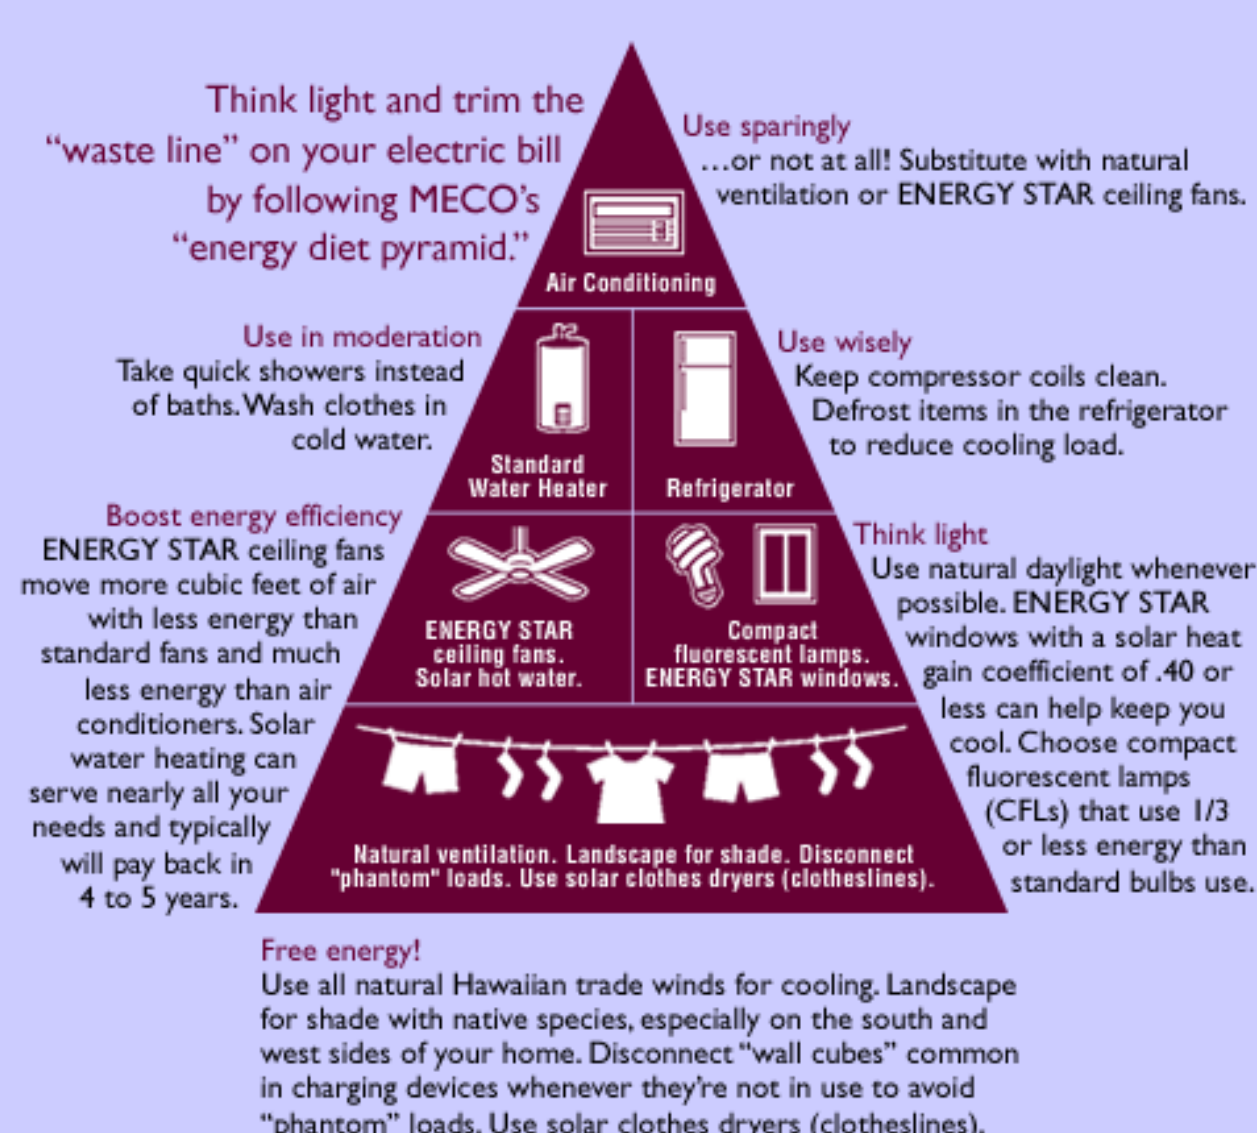 Think light and trim the
“waste line” on your electric bill
by following MECO’s
“energy diet pyramid.”
Use sparingly
…or not at all! Substitute with natural
ventilation or ENERGY STAR ceiling fans.
Air Conditioning
Use in moderation
Take quick showers instead
of baths. Wash clothes in
cold water.
Standard
Water Heater
Refrigerator
Use wisely
Keep compressor coils clean.
Defrost items in the refrigerator
to reduce cooling load.
Boost energy efficiency
ENERGY STAR ceiling fans
move more cubic feet of air
with less energy than
standard fans and much
less energy than air
conditioners. Solar
water heating can
serve nearly all your
needs and typically
will pay back in
4 to 5 years.
ENERGY STAR
ceiling fans.
Solar hot water.
Compact
fluorescent lamps.
ENERGY STAR windows.
Think light
Use natural daylight whenever
possible. ENERGY STAR
windows with a solar heat
gain coefficient of .40 or
less can help keep you
cool. Choose compact
fluorescent lamps
(CFLs) that use 1/3
or less energy than
standard bulbs use.
Natural ventilation. Landscape for shade. Disconnect
"phantom" loads. Use solar clothes dryers (clotheslines).
Free energy!
Use all natural Hawaiian trade winds for cooling. Landscape
for shade with native species, especially on the south and
west sides of your home. Disconnect “wall cubes” common
in charging devices whenever they’re not in use to avoid
“phantom” loads. Use solar clothes dryers (clotheslines).